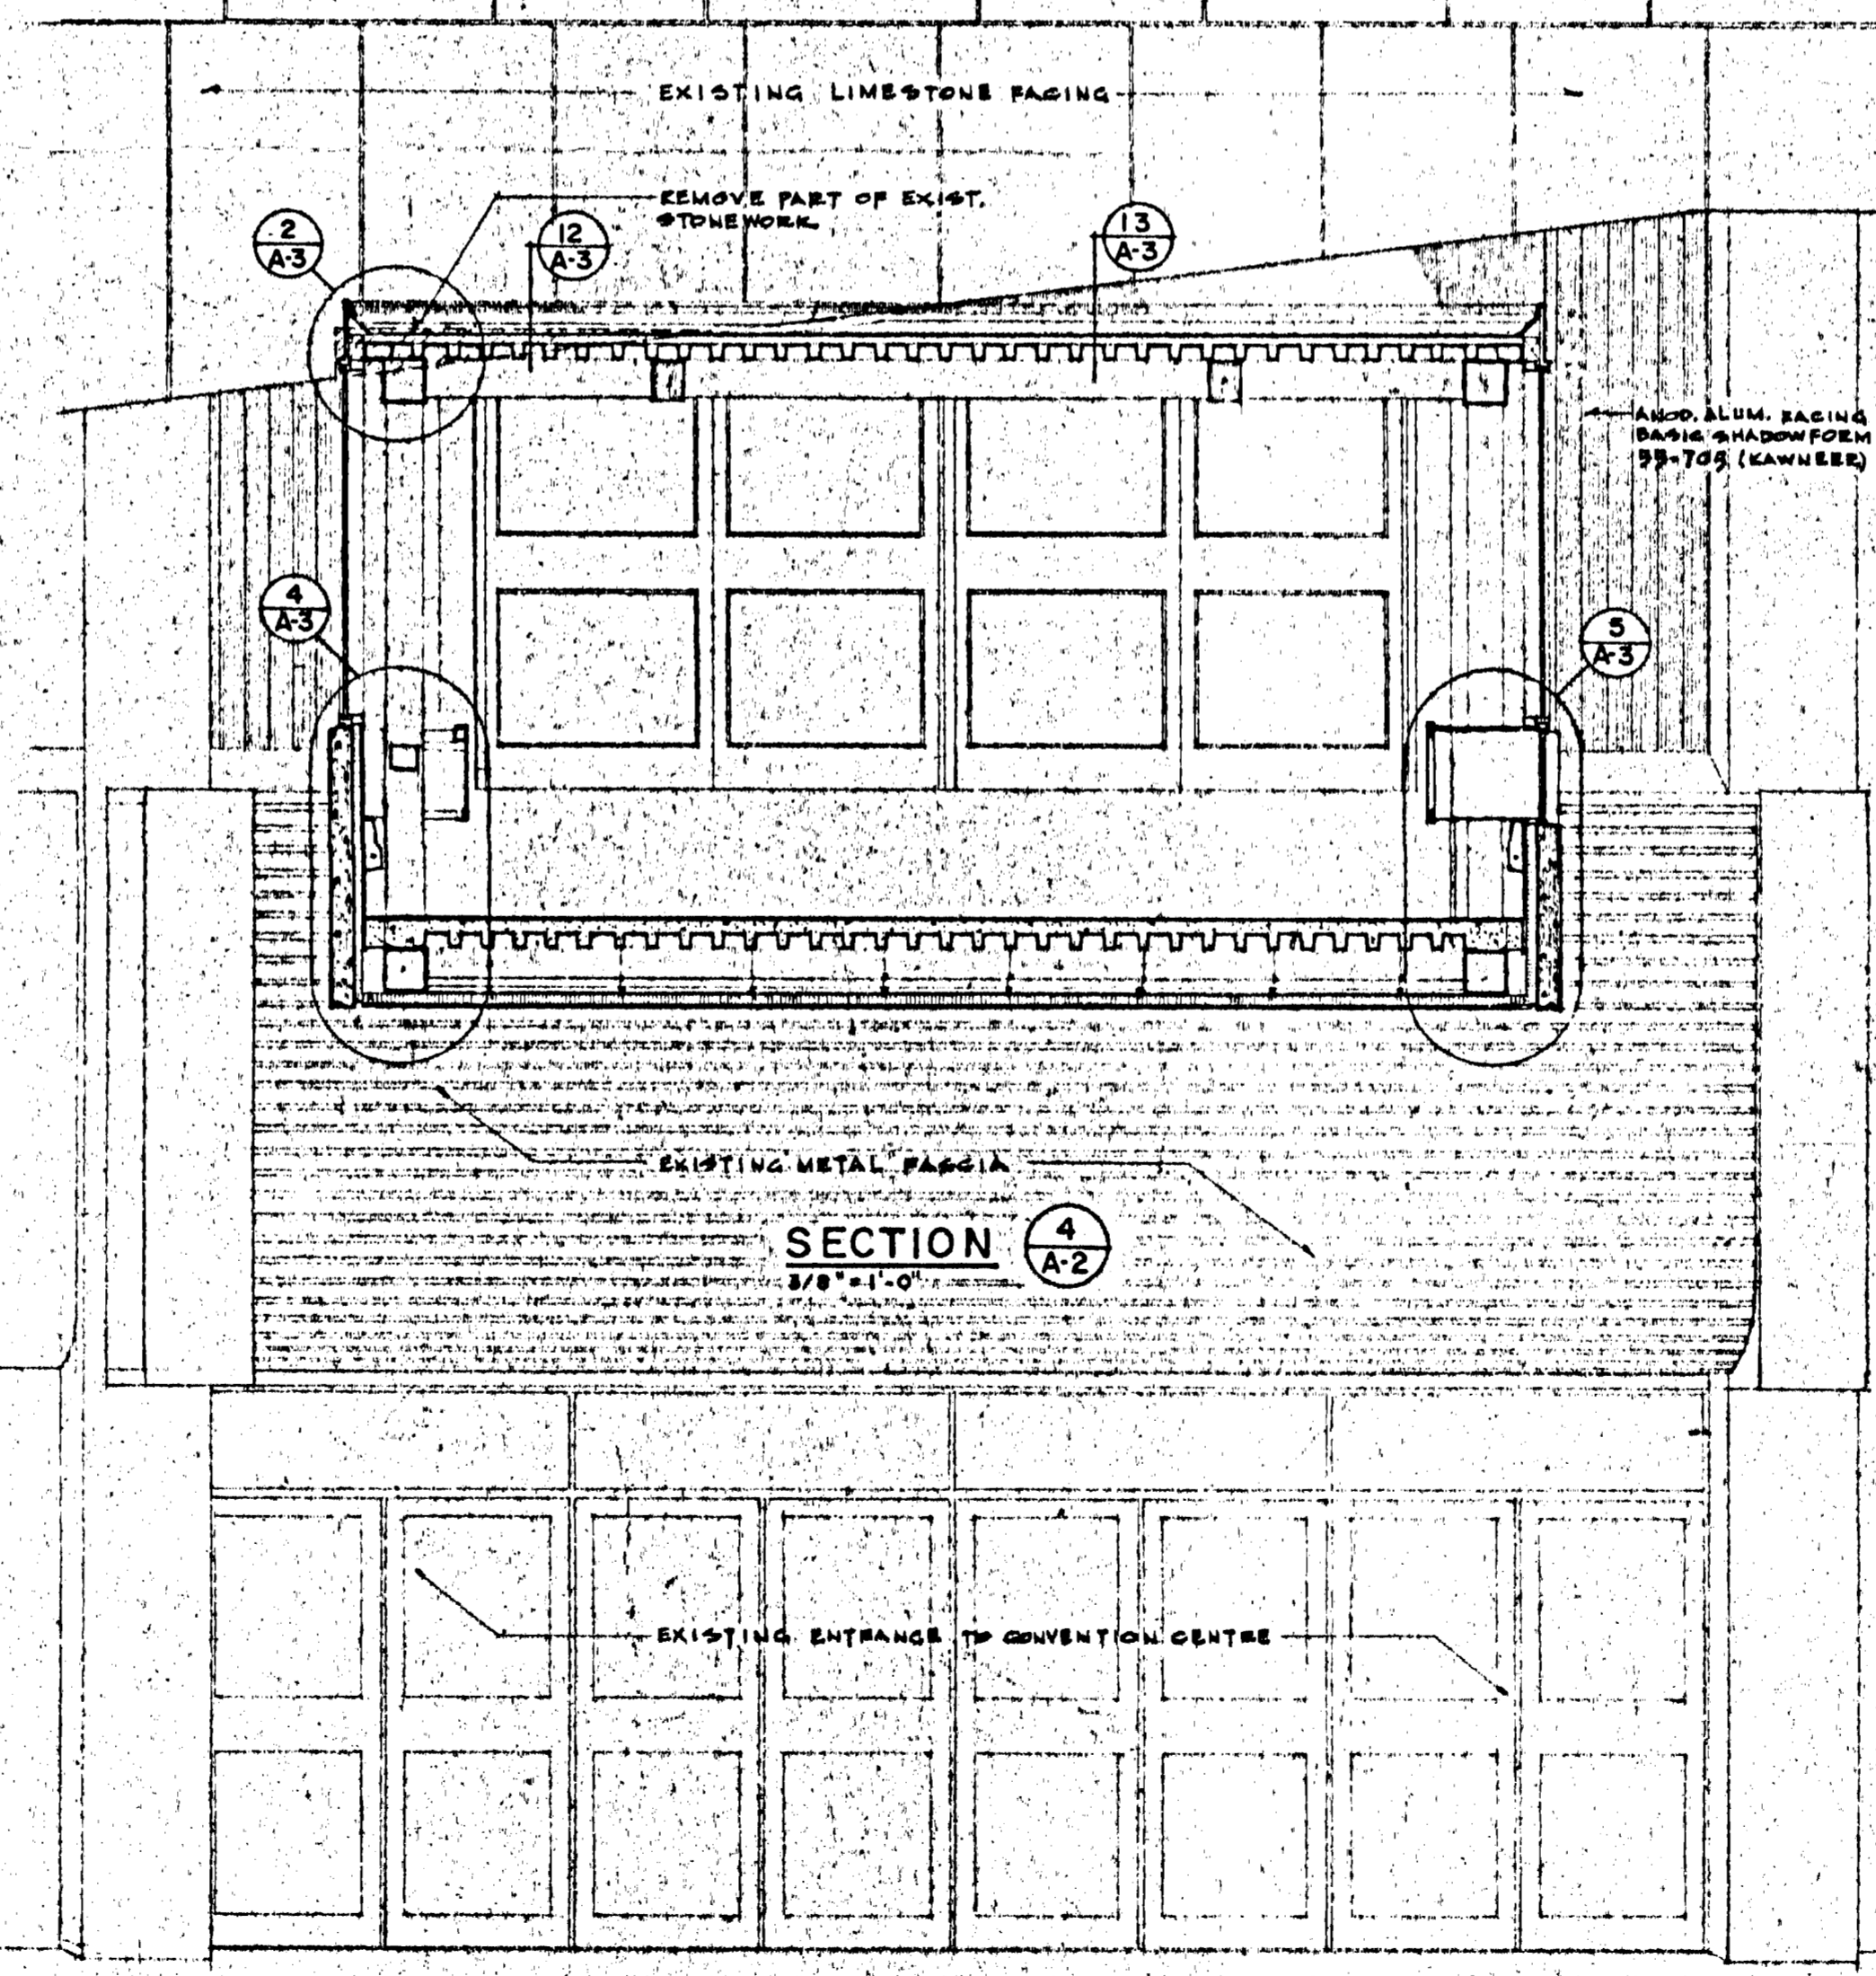 EXISTING LIMESTONE FACING
REMOVE PART OF EXIST.
STONEWORK
2
A-3
12
A-3
13
A-3
ANOD. ALUM. FACING
BASIC SHADOWFORM
(KAWNEER)
4
A-3
5
A-3
EXISTING METAL FASCIA
SECTION
3/8"=1'-0"
4
A-2
EXISTING ENTRANCE TO CONVENTION CENTRE